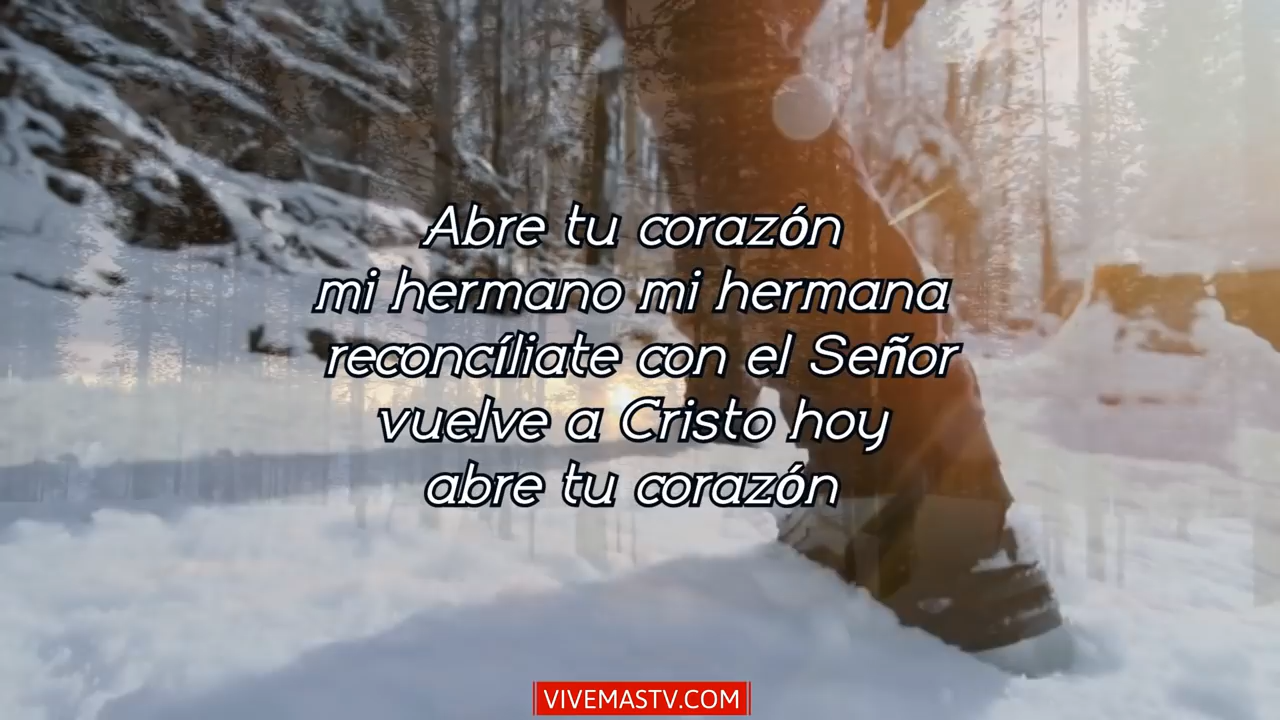 Abre tu corazón
mi hermano mi hermana
reconcíliate con el Señor
vuelve a Cristo hoy
abre tu corazón
VIVEMASTV.COM